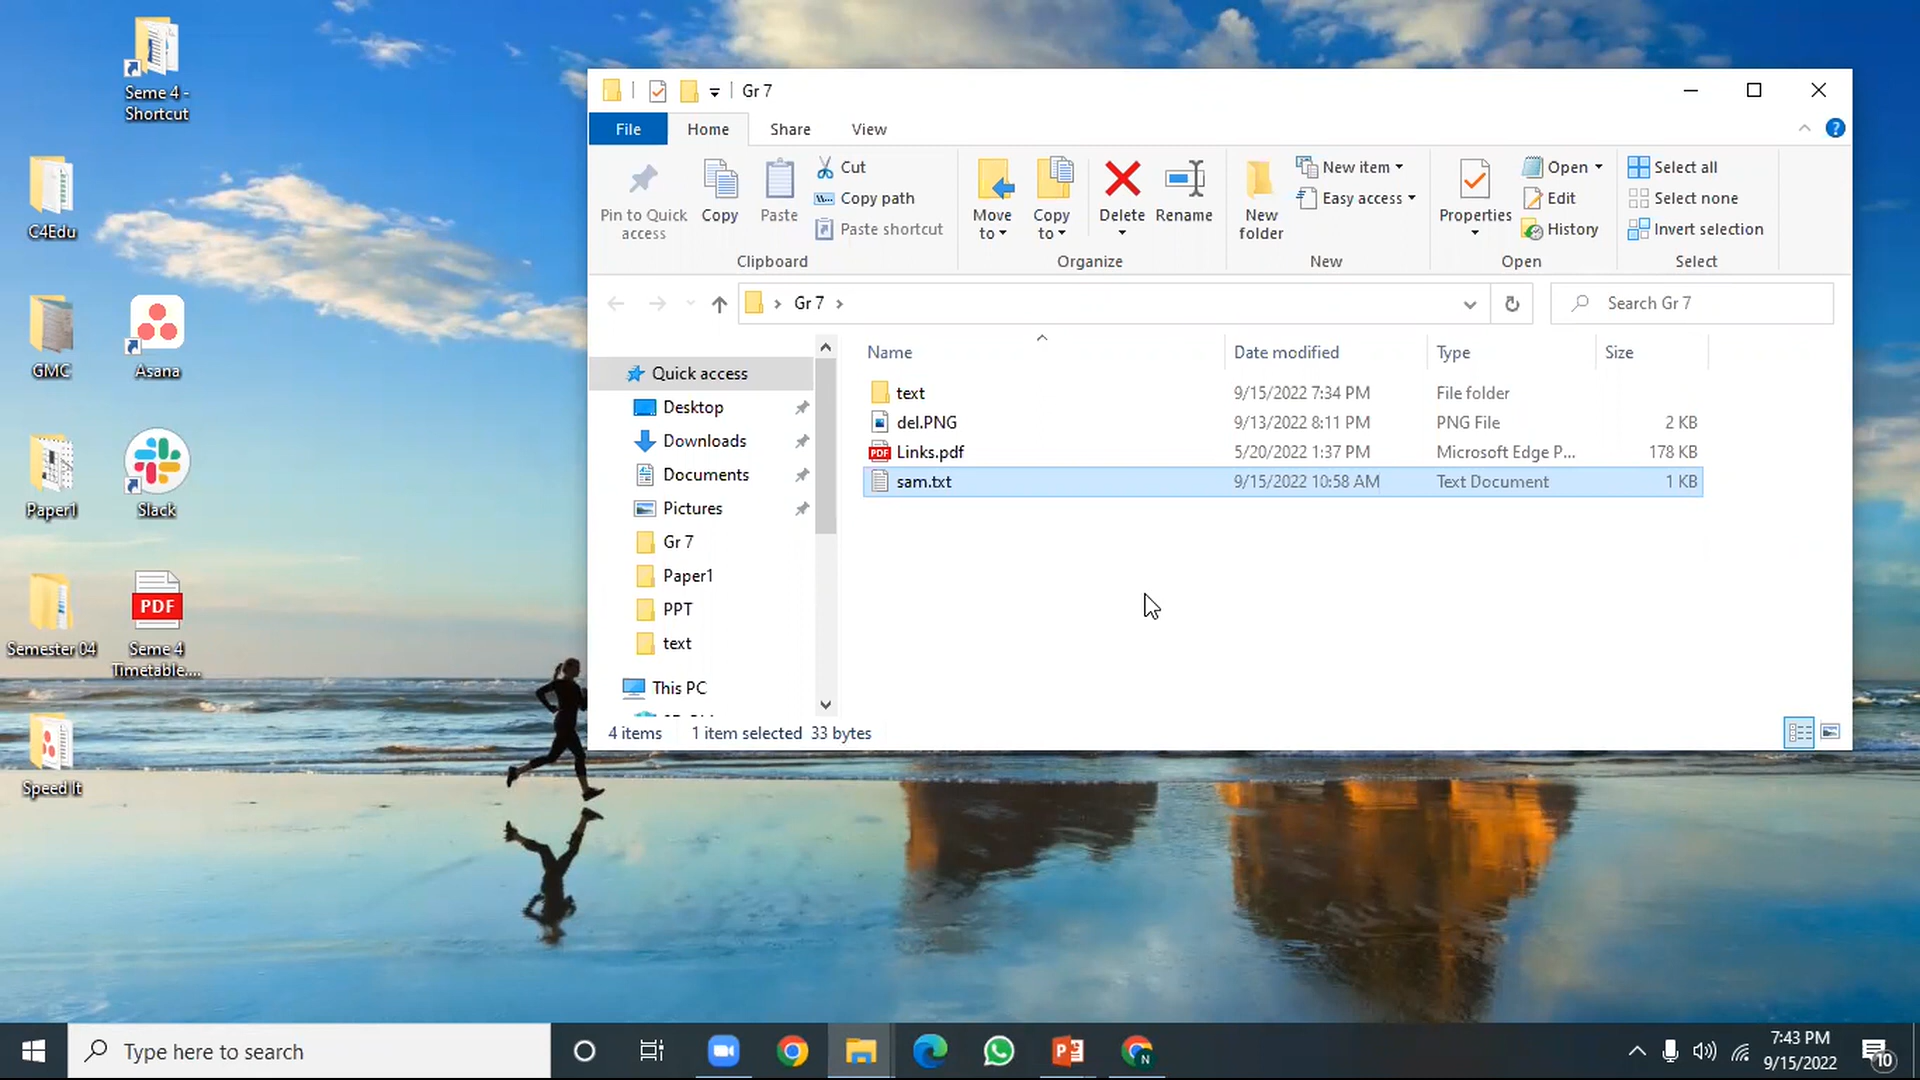 Seme 4 -
Shortcut
C4Edu
GMC
Asana
Paper1
Slack
Semester 04
Seme 4
Timetable....
PDF
Speed It
Gr 7
File
Home
Share
View
Pin to Quick
access
Copy
Paste
Cut
Copy path
Paste shortcut
Clipboard
Move
to
Copy
to
Delete
Rename
Organize
New
folder
New item
Easy access
New
Properties
Open
Edit
History
Open
Select all
Select none
Invert selection
Select
Gr 7
Search Gr 7
Quick access
Desktop
Downloads
Documents
Pictures
Gr 7
Paper1
PPT
text
This PC
Name Date modified Type Size
text 9/15/2022 7:34 PM File folder
del.PNG 9/13/2022 8:11 PM PNG File 2 KB
PDF Links.pdf 5/20/2022 1:37 PM Microsoft Edge P... 178 KB
sam.txt 9/15/2022 10:58 AM Text Document 1 KB
4 items 1 item selected 33 bytes
Type here to search
N
7:43 PM
9/15/2022
10